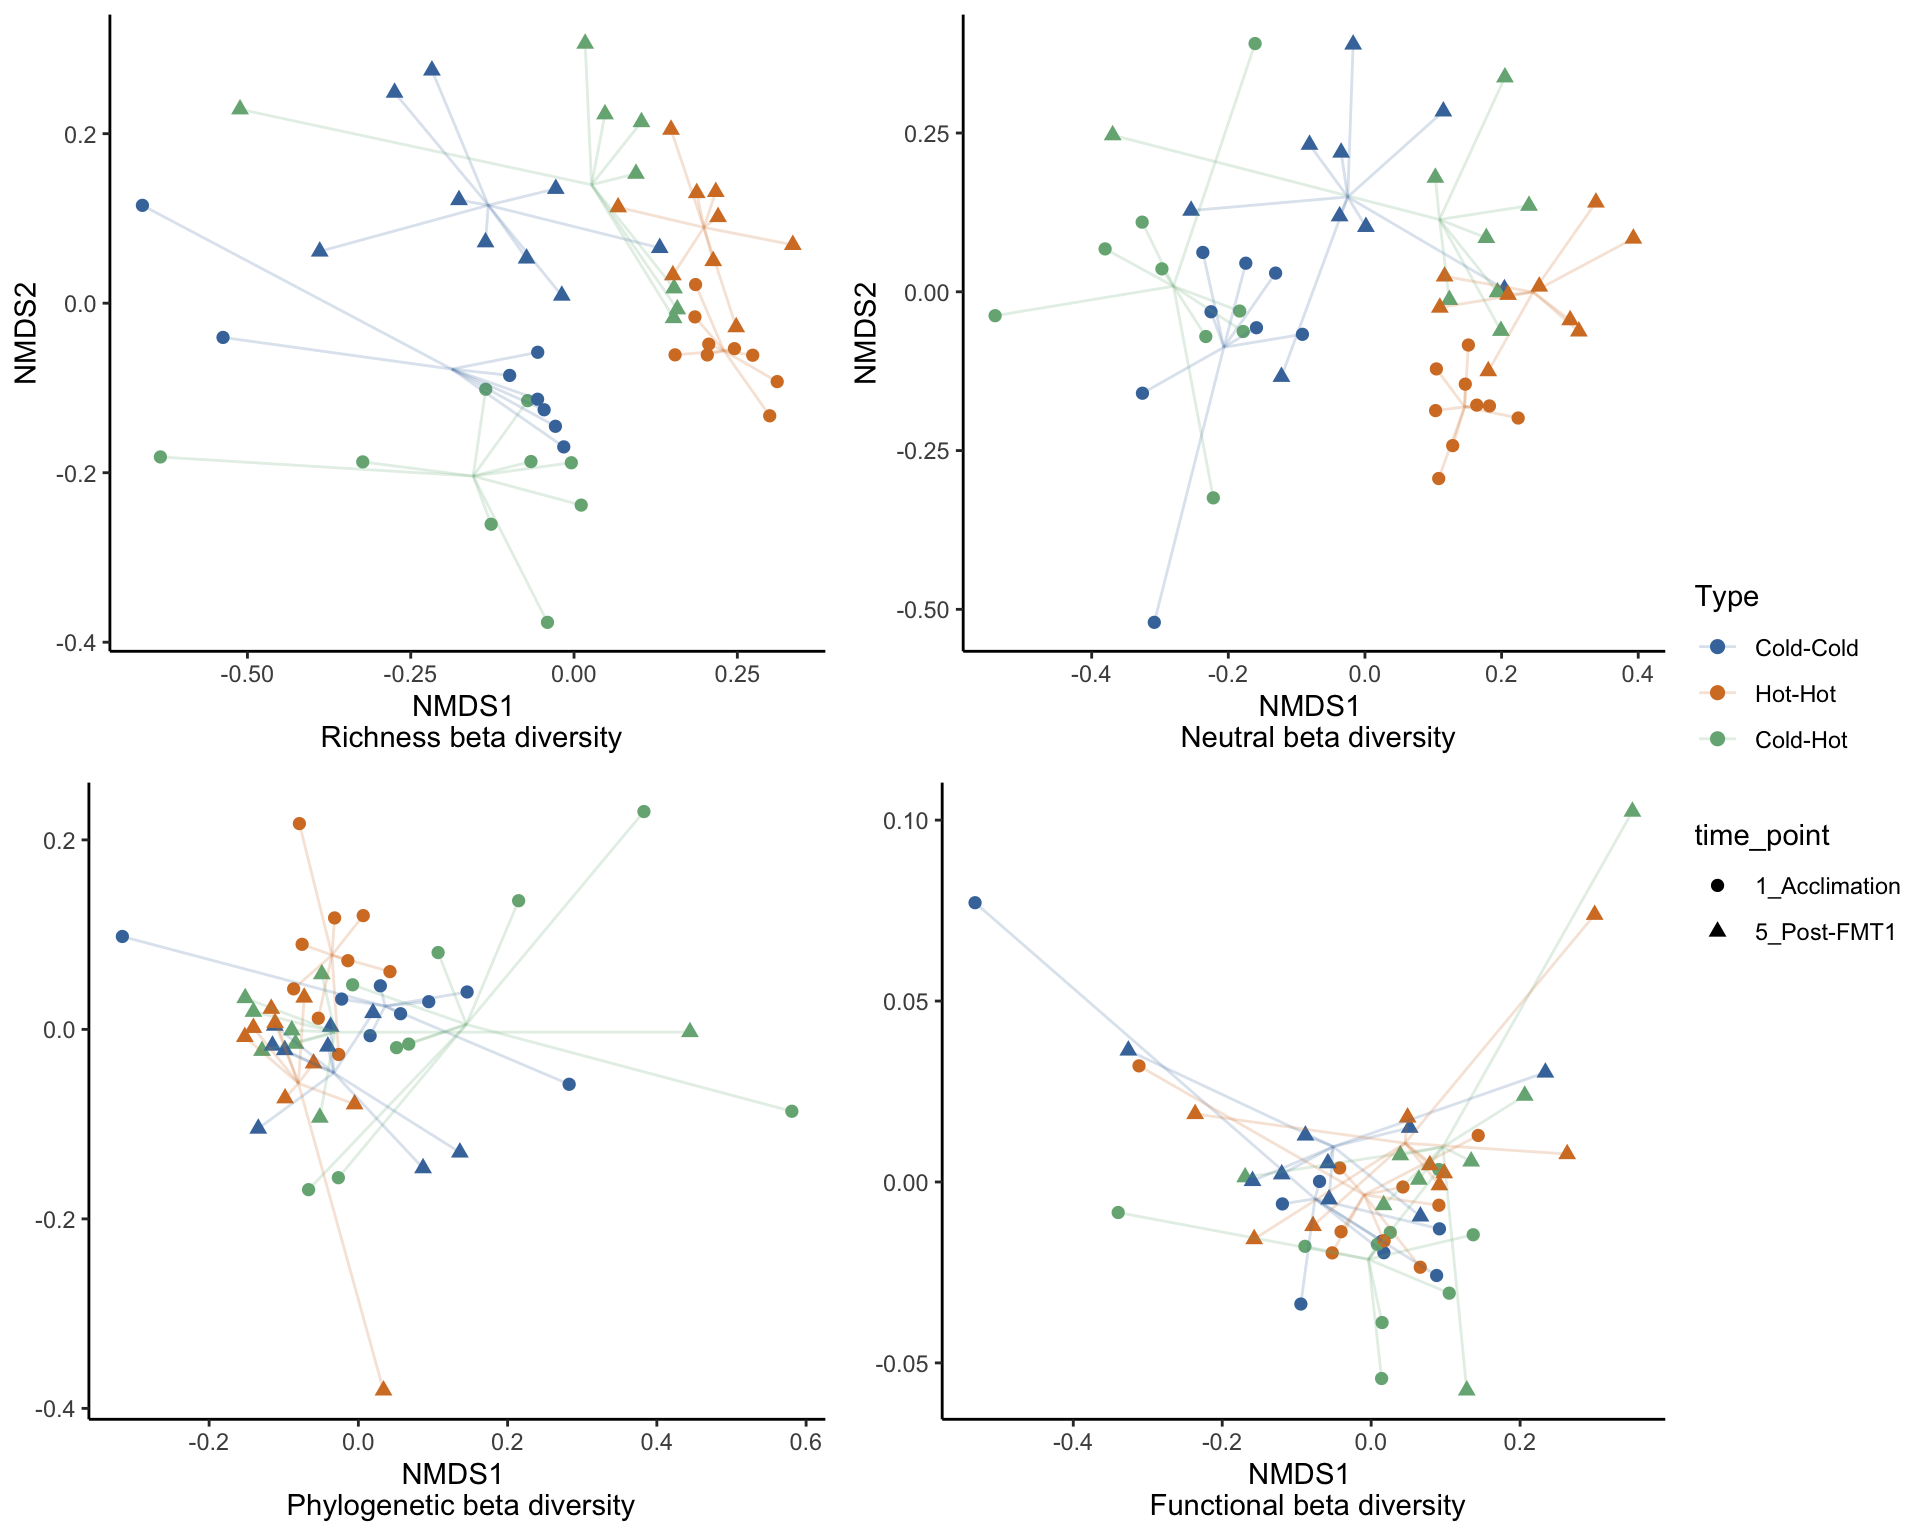 NMDS2
0.2
0.0
-0.2
-0.4
-0.50
-0.25
0.00
0.25
NMDS1
Richness beta diversity
NMDS2
0.25
0.00
-0.25
-0.50
-0.4
-0.2
0.0
0.2
0.4
NMDS1
Neutral beta diversity
0.2
0.0
-0.2
-0.4
-0.2
0.0
0.2
0.4
0.6
NMDS1
Phylogenetic beta diversity
0.10
0.05
0.00
-0.05
-0.4
-0.2
0.0
0.2
NMDS1
Functional beta diversity
Type
Cold-Cold
Hot-Hot
Cold-Hot
time_point
1_Acclimation
5_Post-FMT1